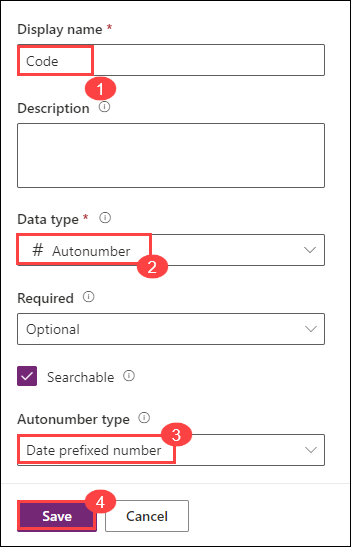 Display name *
Code
1
Description
Data type *
# Autonumber
2
Required
Optional
Searchable
Autonumber type
3
Date prefixed number
4
Save Cancel